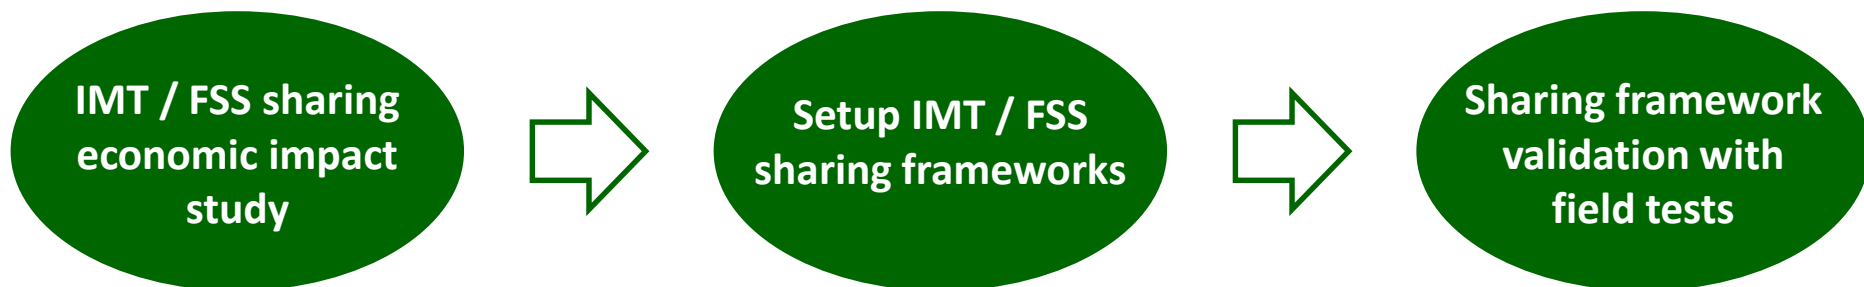 IMT / FSS sharing
economic impact
study
Setup IMT / FSS
sharing frameworks
Sharing framework
validation with
field tests